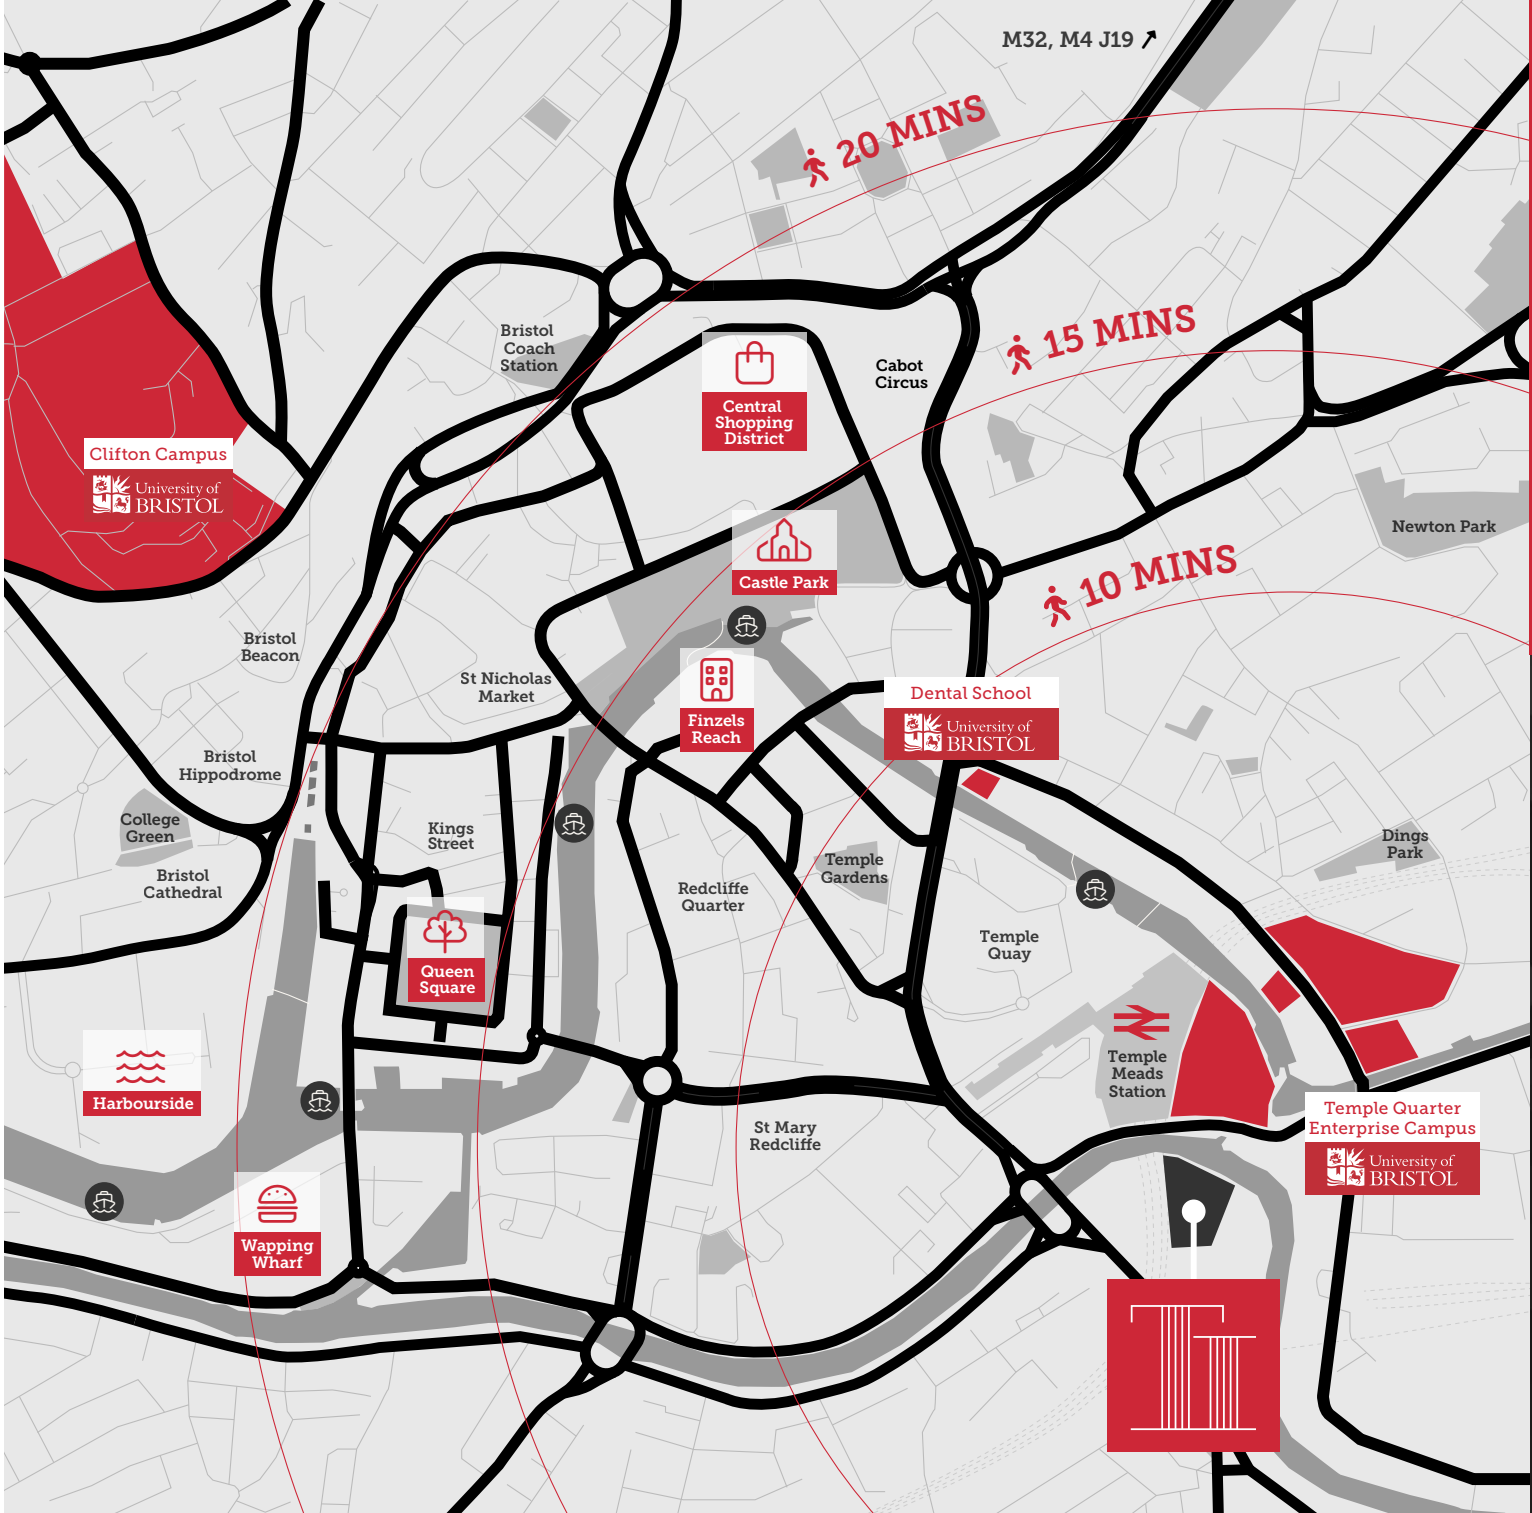 M32, M4 J19
20 MINS
15 MINS
Bristol
Coach
Station
Cabot
Circus
Central
Shopping
District
Clifton Campus
University of
BRISTOL
Newton Park
Castle Park
10 MINS
Bristol
Beacon
St Nicholas
Market
Finzels
Reach
Dental School
University of
BRISTOL
Bristol
Hippodrome
College
Green
Kings
Street
Bristol
Cathedral
Redcliffe
Quarter
Temple
Gardens
Dings
Park
Temple
Quay
Queen
Square
Temple
Meads
Station
Harbourside
St Mary
Redcliffe
Temple Quarter
Enterprise Campus
University of
BRISTOL
Wapping
Wharf